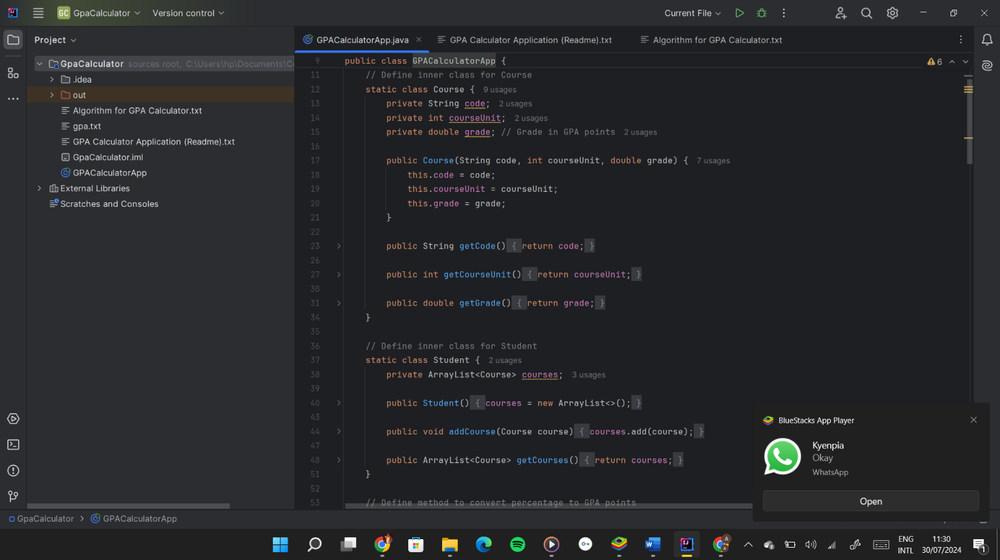 GC GpaCalculator Version control Current File
Project
GPACalculatorApp.java GPA Calculator Application (Readme).txt Algorithm for GPA Calculator.txt
GpaCalculator sources root, C:\Users\hp\Documents\Co
.idea
out
Algorithm for GPA Calculator.txt
gpa.txt
GPA Calculator Application (Readme).txt
GpaCalculator.iml
GPACalculatorApp
External Libraries
Scratches and Consoles
6
9 public class GPACalculatorApp {
11 // Define inner class for Course
12 static class Course { 9 usages
13 private String code; 2 usages
14 private int courseUnit; 2 usages
15 private double grade; // Grade in GPA points 2 usages
16
17 public Course(String code, int courseUnit, double grade) { 7 usages
18 this.code = code;
19 this.courseUnit = courseUnit;
20 this.grade = grade;
21 }
22
23 public String getCode() { return code; }
26
27 public int getCourseUnit() { return courseUnit; }
30
31 public double getGrade() { return grade; }
34 }
35
36 // Define inner class for Student
37 static class Student { 2 usages
38 private ArrayList<Course> courses; 3 usages
39
40 public Student() { courses = new ArrayList<>(); }
43
44 public void addCourse(Course course) { courses.add(course); }
47
48 public ArrayList<Course> getCourses() { return courses; }
51 }
52
53 // Define method to convert percentage to GPA points
BlueStacks App Player
Kyenpia
Okay
WhatsApp
Open
GpaCalculator GPACalculatorApp
ENG
INTL
11:30
30/07/2024
1